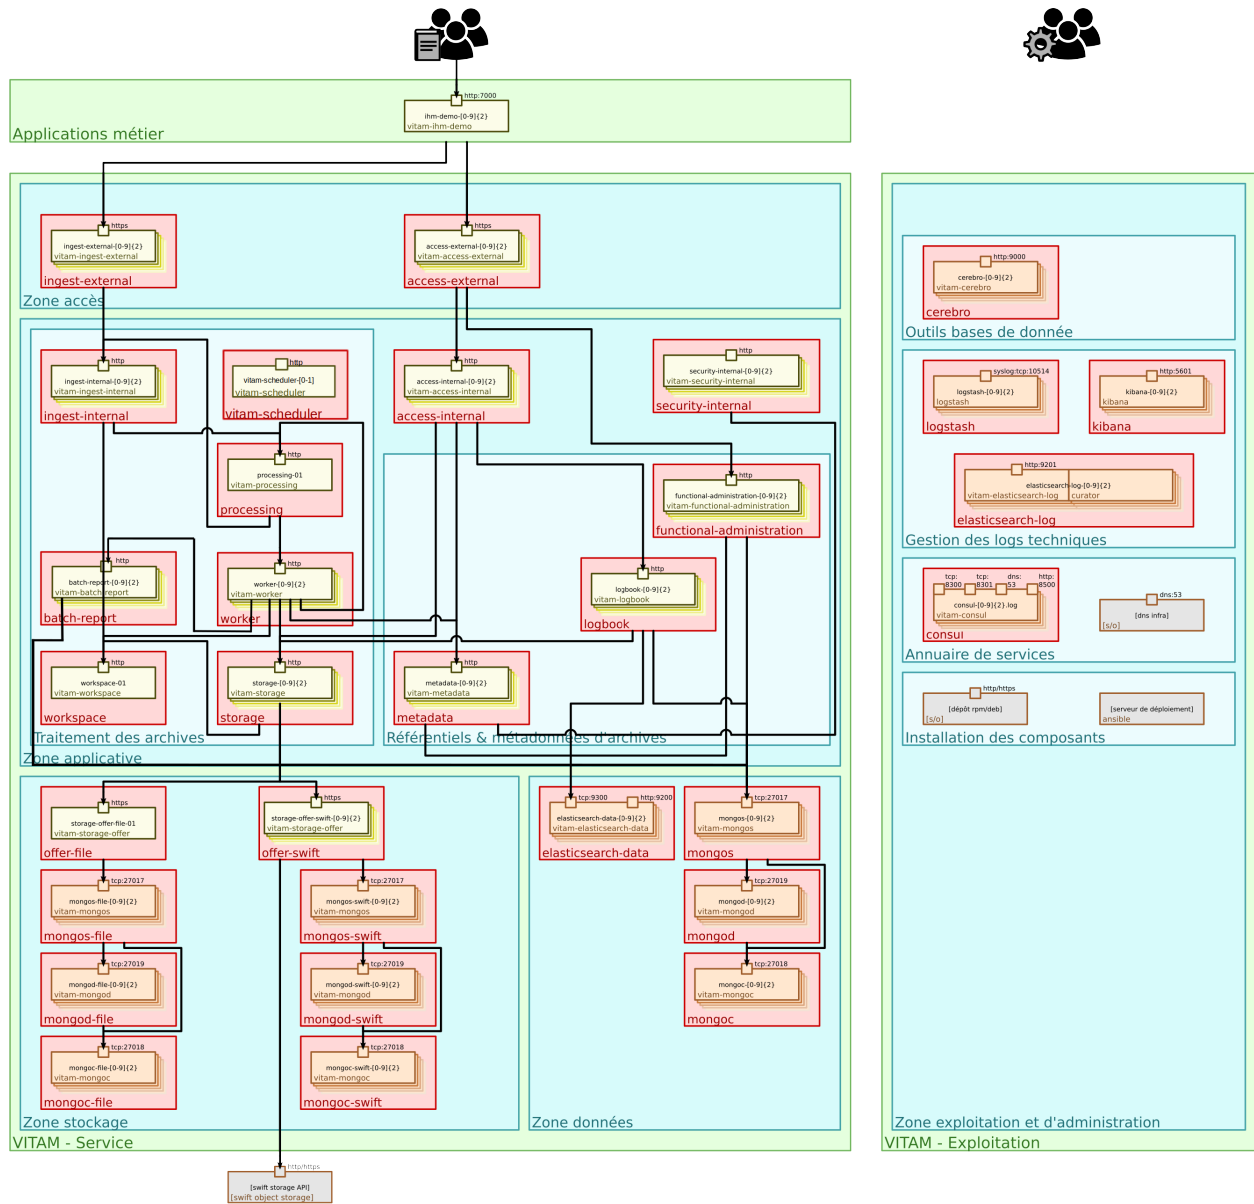 http:7000
ihm-demo-[0-9]{2}
vitam-ihm-demo
Applications métier
https
ingest-external-[0-9]{2}
vitam-ingest-external
ingest-external
https
access-external-[0-9]{2}
vitam-access-external
access-external
Zone accès
http
ingest-internal-[0-9]{2}
vitam-ingest-internal
ingest-internal
http
vitam-scheduler-[0-1]
vitam-scheduler
vitam-scheduler
http
access-internal-[0-9]{2}
vitam-access-internal
access-internal
http
security-internal-[0-9]{2}
vitam-security-internal
security-internal
http
processing-01
vitam-processing
processing
http
functional-administration-[0-9]{2}
vitam-functional-administration
functional-administration
http
batch-report-[0-9]{2}
vitam-batch-report
batch-report
http
worker-[0-9]{2}
vitam-worker
worker
http
logbook-[0-9]{2}
vitam-logbook
logbook
http
workspace-01
vitam-workspace
workspace
http
storage-[0-9]{2}
vitam-storage
storage
http
metadata-[0-9]{2}
vitam-metadata
metadata
Traitement des archives
Référentiels & métadonnées d'archives
Zone applicative
https
storage-offer-file-01
vitam-storage-offer
offer-file
https
storage-offer-swift-[0-9]{2}
vitam-storage-offer
offer-swift
tcp:9300
http:9200
elasticsearch-data-[0-9]{2}
vitam-elasticsearch-data
elasticsearch-data
tcp:27017
mongos-[0-9]{2}
vitam-mongos
mongos
tcp:27017
mongos-file-[0-9]{2}
vitam-mongos
mongos-file
tcp:27017
mongos-swift-[0-9]{2}
vitam-mongos
mongos-swift
tcp:27019
mongod-[0-9]{2}
vitam-mongod
mongod
tcp:27019
mongod-file-[0-9]{2}
vitam-mongod
mongod-file
tcp:27019
mongod-swift-[0-9]{2}
vitam-mongod
mongod-swift
tcp:27018
mongoc-[0-9]{2}
vitam-mongoc
mongoc
tcp:27018
mongoc-file-[0-9]{2}
vitam-mongoc
mongoc-file
tcp:27018
mongoc-swift-[0-9]{2}
vitam-mongoc
mongoc-swift
Zone stockage
Zone données
VITAM - Service
http/https
[swift storage API]
[swift object storage]
http:9000
cerebro-[0-9]{2}
vitam-cerebro
cerebro
Outils bases de donnée
syslog:tcp:10514
logstash-[0-9]{2}
logstash
logstash
http:5601
kibana-[0-9]{2}
kibana
kibana
http:9201
elasticsearch-log-[0-9]{2}
vitam-elasticsearch-log
curator
elasticsearch-log
Gestion des logs techniques
tcp:
8300
tcp:
8301
dns:
53
http:
8500
consul-[0-9]{2}.log
vitam-consul
consul
dns:53
[dns infra]
[s/o]
Annuaire de services
http/https
[dépôt rpm/deb]
[s/o]
[serveur de déploiement]
ansible
Installation des composants
Zone exploitation et d'administration
VITAM - Exploitation